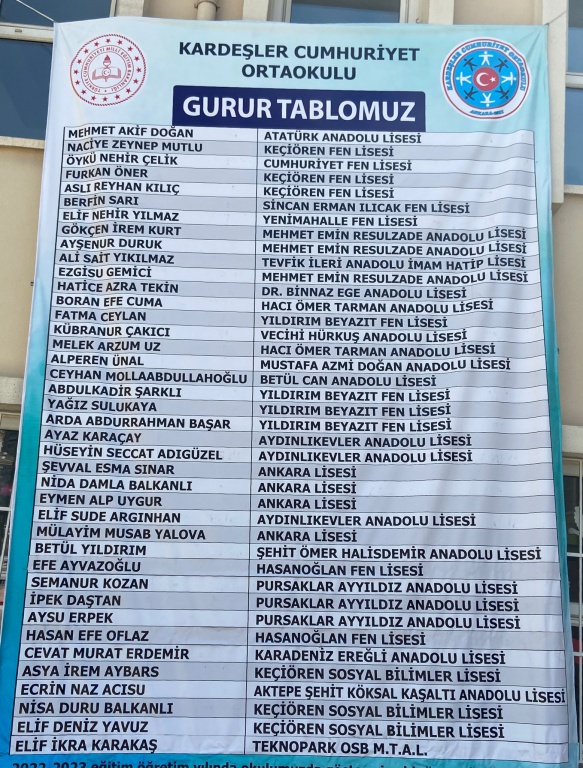 KARDEŞLER CUMHURİYET
ORTAOKULU
GURUR TABLOMUZ
MEHMET AKİF DOĞAN ATATÜRK ANADOLU LİSESİ
NACİYE ZEYNEP MUTLU KEÇİÖREN FEN LİSESİ
ÖYKÜ NEHİR ÇELİK CUMHURİYET FEN LİSESİ
FURKAN ÖNER KEÇİÖREN FEN LİSESİ
ASLI REYHAN KILIÇ KEÇİÖREN FEN LİSESİ
BERFİN SARI SİNCAN ERMAN ILICAK FEN LİSESİ
ELİF NEHİR YILMAZ YENİMAHALLE FEN LİSESİ
GÖKÇEN İREM KURT MEHMET EMİN RESULZADE ANADOLU LİSESİ
AYŞENUR DURUK MEHMET EMİN RESULZADE ANADOLU LİSESİ
ALİ SAİT YIKILMAZ TEVFİK İLERİ ANADOLU İMAM HATİP LİSESİ
EZGİSU GEMİCİ MEHMET EMİN RESULZADE ANADOLU LİSESİ
HATİCE AZRA TEKİN DR. BİNNAZ EGE ANADOLU LİSESİ
BORAN EFE CUMA HACI ÖMER TARMAN ANADOLU LİSESİ
FATMA CEYLAN YILDIRIM BEYAZIT FEN LİSESİ
KÜBRANUR ÇAKICI VECİHİ HÜRKUŞ ANADOLU LİSESİ
MELEK ARZUM UZ HACI ÖMER TARMAN ANADOLU LİSESİ
ALPEREN ÜNAL MUSTAFA AZMİ DOĞAN ANADOLU LİSESİ
CEYHAN MOLLAABDULLAHOĞLU BETÜL CAN ANADOLU LİSESİ
ABDULKADİR ŞARKLI YILDIRIM BEYAZIT FEN LİSESİ
YAĞIZ SULUKAYA YILDIRIM BEYAZIT FEN LİSESİ
ARDA ABDURRAHMAN BAŞAR YILDIRIM BEYAZIT FEN LİSESİ
AYAZ KARAÇAY AYDINLIKEVLER ANADOLU LİSESİ
HÜSEYİN SECCAT ADIGÜZEL AYDINLIKEVLER ANADOLU LİSESİ
ŞEVVAL ESMA SINAR ANKARA LİSESİ
NİDA DAMLA BALKANLI ANKARA LİSESİ
EYMEN ALP UYGUR ANKARA LİSESİ
ELİF SUDE ARGINHAN AYDINLIKEVLER ANADOLU LİSESİ
MÜLAYİM MUSAB YALOVA ANKARA LİSESİ
BETÜL YILDIRIM ŞEHİT ÖMER HALİSDEMİR ANADOLU LİSESİ
EFE AYVAZOĞLU HASANOĞLAN FEN LİSESİ
SEMANUR KOZAN PURSAKLAR AYYILDIZ ANADOLU LİSESİ
İPEK DAŞTAN PURSAKLAR AYYILDIZ ANADOLU LİSESİ
AYSU ERPEK PURSAKLAR AYYILDIZ ANADOLU LİSESİ
HASAN EFE OFLAZ HASANOĞLAN FEN LİSESİ
CEVAT MURAT ERDEMİR KARADENİZ EREĞLİ ANADOLU LİSESİ
ASYA İREM AYBARS KEÇİÖREN SOSYAL BİLİMLER LİSESİ
ECRİN NAZ ACISU AKTEPE ŞEHİT KÖKSAL KAŞALTI ANADOLU LİSESİ
NİSA DURU BALKANLI KEÇİÖREN SOSYAL BİLİMLER LİSESİ
ELİF DENİZ YAVUZ KEÇİÖREN SOSYAL BİLİMLER LİSESİ
ELİF İKRA KARAKAŞ TEKNOPARK OSB M.T.A.L.
2022-2023 eğitim öğretim yılında okulumuzda